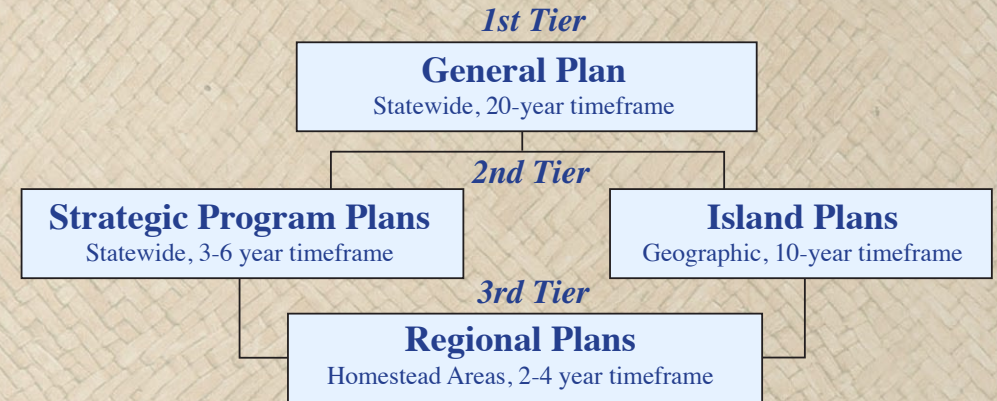 1st Tier
General Plan
Statewide, 20-year timeframe
2nd Tier
Strategic Program Plans
Statewide, 3-6 year timeframe
Island Plans
Geographic, 10-year timeframe
3rd Tier
Regional Plans
Homestead Areas, 2-4 year timeframe